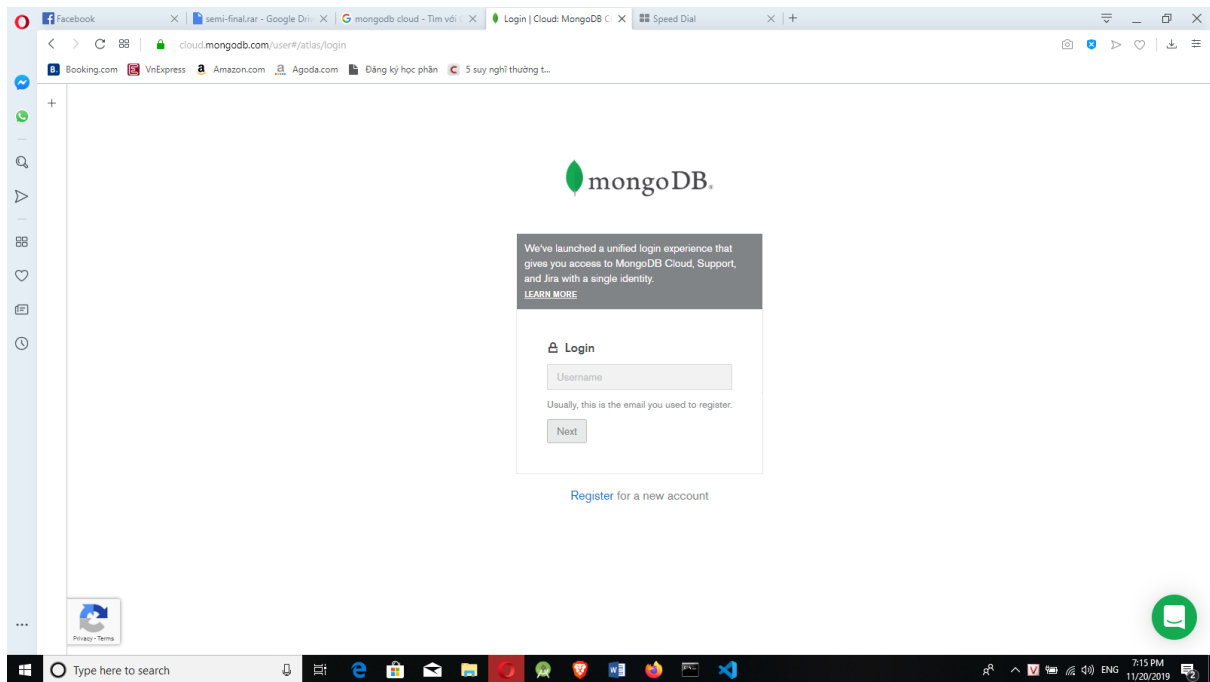 Facebook
semi-final.rar - Google Driv
mongodb cloud - Tìm với
Login | Cloud: MongoDB C
Speed Dial
cloud.mongodb.com/user#/atlas/login
Booking.com VnExpress Amazon.com Agoda.com Đăng ký học phần 5 suy nghĩ thường t...
mongoDB
We've launched a unified login experience that
gives you access to MongoDB Cloud, Support,
and Jira with a single identity.
LEARN MORE
Login
Username
Usually, this is the email you used to register.
Next
Register for a new account
Privacy - Terms
Type here to search
ENG
7:15 PM
11/20/2019
2